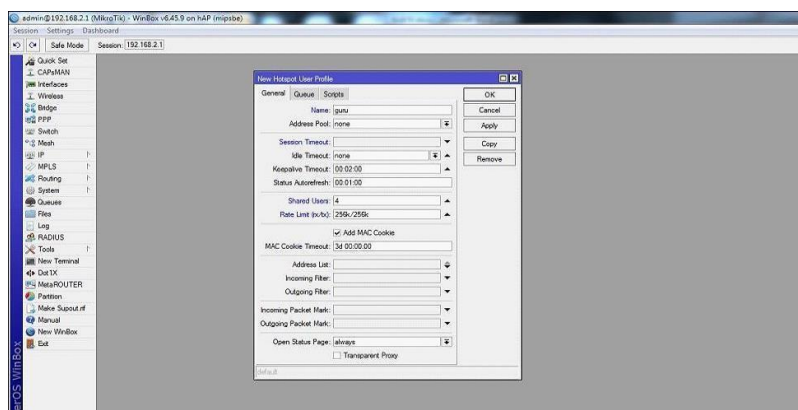 admin@192.168.2.1 (MikroTik) - WinBox v6.45.9 on hAP (mipsbe)
Session Settings Dashboard
Safe Mode Session: 192.168.2.1
Quick Set
CAPsMAN
Interfaces
Wireless
Bridge
PPP
Switch
Mesh
IP
MPLS
Routing
System
Queues
Files
Log
RADIUS
Tools
New Terminal
Dot1X
MetaROUTER
Partition
Make Supout.rif
Manual
New WinBox
Exit
erOS WinBox
New Hotspot User Profile
General Queue Scripts
Name: guru
Address Pool: none
Session Timeout:
Idle Timeout: none
Keepalive Timeout: 00:02:00
Status Autorefresh: 00:01:00
Shared Users: 4
Rate Limit (rx/tx): 256k/256k
Add MAC Cookie
MAC Cookie Timeout: 3d 00:00:00
Address List:
Incoming Filter:
Outgoing Filter:
Incoming Packet Mark:
Outgoing Packet Mark:
Open Status Page: always
Transparent Proxy
default
OK
Cancel
Apply
Copy
Remove